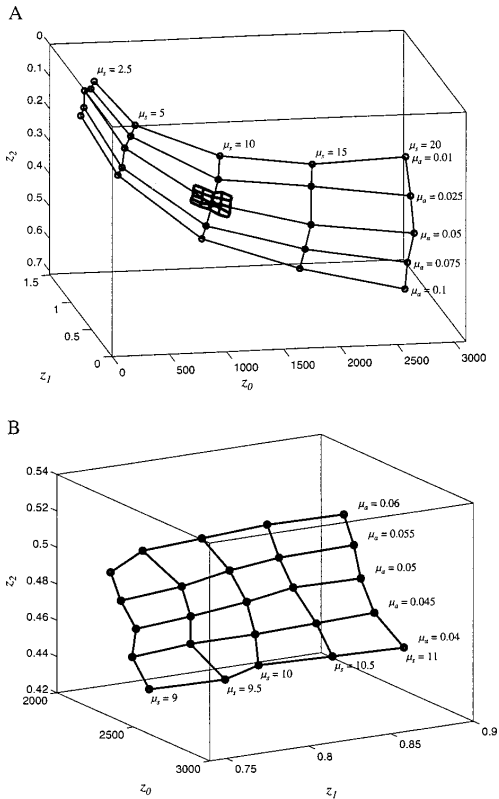 A
0
0.1
0.2
0.3
0.4
0.5
0.6
0.7
z2
1.5
1
0.5
0
z1
0
500
1000
1500
2000
2500
3000
z0
μs = 2.5
μs = 5
μs = 10
μs = 15
μs = 20
μa = 0.01
μa = 0.025
μa = 0.05
μa = 0.075
μa = 0.1
B
0.54
0.52
0.5
0.48
0.46
0.44
0.42
z2
2000
2500
3000
z0
0.75
0.8
0.85
0.9
z1
μa = 0.06
μa = 0.055
μa = 0.05
μa = 0.045
μa = 0.04
μs = 9
μs = 9.5
μs = 10
μs = 10.5
μs = 11